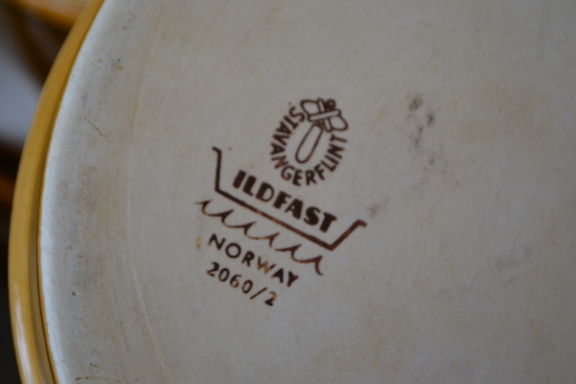 STAVANGERFLINT
ILDFAST
NORWAY
2060/2